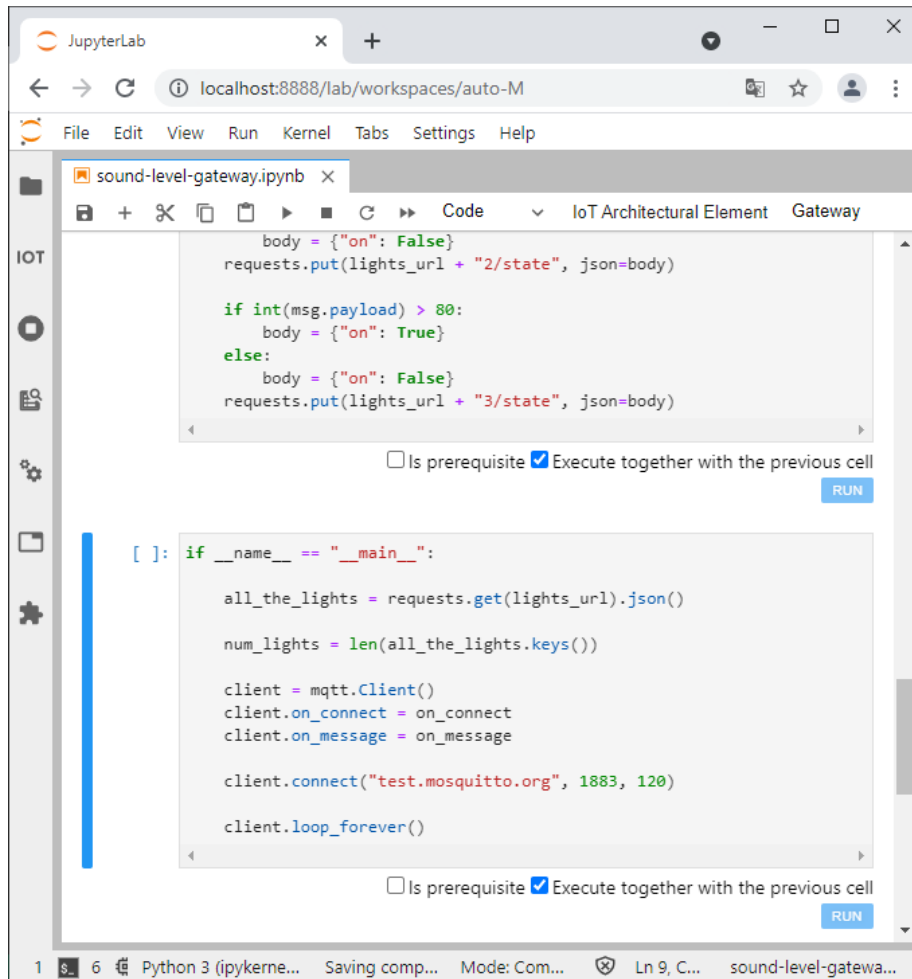 JupyterLab
localhost:8888/lab/workspaces/auto-M
File Edit View Run Kernel Tabs Settings Help
sound-level-gateway.ipynb
Code IoT Architectural Element Gateway
IOT
        body = {"on": False}
    requests.put(lights_url + "2/state", json=body)
    if int(msg.payload) > 80:
        body = {"on": True}
    else:
        body = {"on": False}
    requests.put(lights_url + "3/state", json=body)
Is prerequisite Execute together with the previous cell
RUN
[ ]: if __name__ == "__main__":
    all_the_lights = requests.get(lights_url).json()
    num_lights = len(all_the_lights.keys())
    client = mqtt.Client()
    client.on_connect = on_connect
    client.on_message = on_message
    client.connect("test.mosquitto.org", 1883, 120)
    client.loop_forever()
Is prerequisite Execute together with the previous cell
RUN
1 $_ 6 Python 3 (ipykerne... Saving comp... Mode: Com... Ln 9, C... sound-level-gatewa...